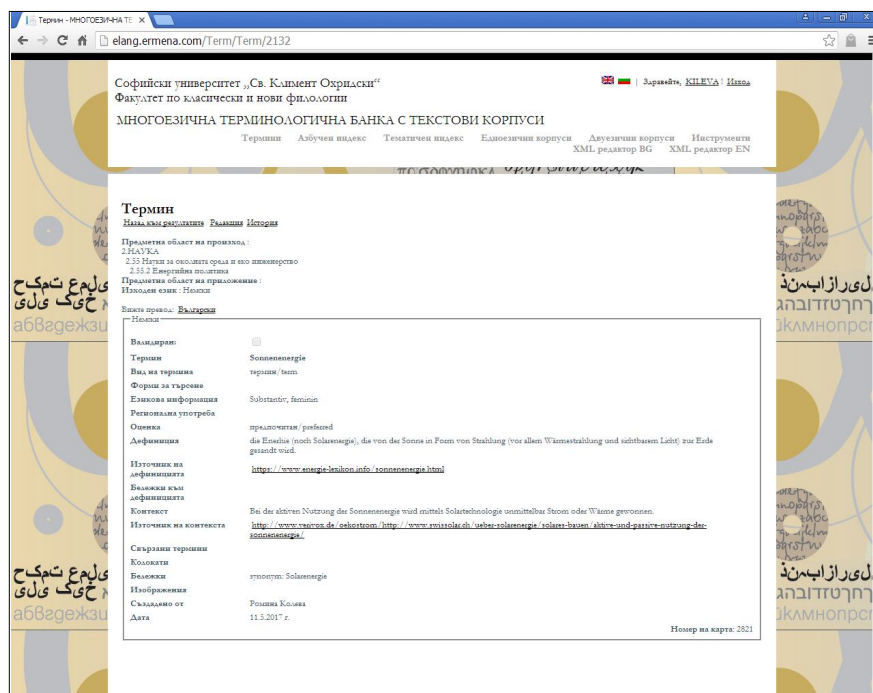 Термин - МНОГОЕЗИЧНА ТЕ
elang.ermena.com/Term/Term/2132
Софийски университет „Св. Климент Охридски“
| Здравейте, KILEVA! Изход
Факултет по класически и нови филологии
МНОГОЕЗИЧНА ТЕРМИНОЛОГИЧНА БАНКА С ТЕКСТОВИ КОРПУСИ
Термини Азбучен индекс Тематичен индекс Едноезични корпуси Двуезични корпуси Инструменти
XML редактор BG XML редактор EN
Термин
Назад към резултатите Редакция История
Предметна област на произход :
2.НАУКА
2.55 Науки за околната среда и еко инженерство
2.55.2 Енергийна политика
Предметна област на приложение :
Изходен език : Немски
Вижте превод: Български
Немски
Валидиран:
Термин Sonnenenergie
Вид на термина термин/term
Форми за търсене
Езикова информация Substantiv, feminin
Регионална употреба
Оценка предпочитан/preferred
Дефиниция die Enerhie (noch Solarenergie), die von der Sonne in Form von Strahlung (vor allem Wärmestrahlung und sichtbarem Licht) zur Erde
gesandt wird.
Източник на
дефиницията https://www.energie-lexikon.info/sonnenenergie.html
Бележки към
дефиницията
Контекст Bei der aktiven Nutzung der Sonnenenergie wird mittels Solartechnologie unmittelbar Strom oder Wärme gewonnen.
Източник на контекста http://www.verivox.de/oekostrom/http://www.swissolar.ch/ueber-solarenergie/solares-bauen/aktive-und-passive-nutzung-der-
sonnenenergie/
Свързани термини
Колокати
Бележки synonym: Solarenergie
Изображения
Създадено от Ромина Колева
Дата 11.5.2017 г.
Номер на карта: 2821
абвгдежзи
абвгдежзи